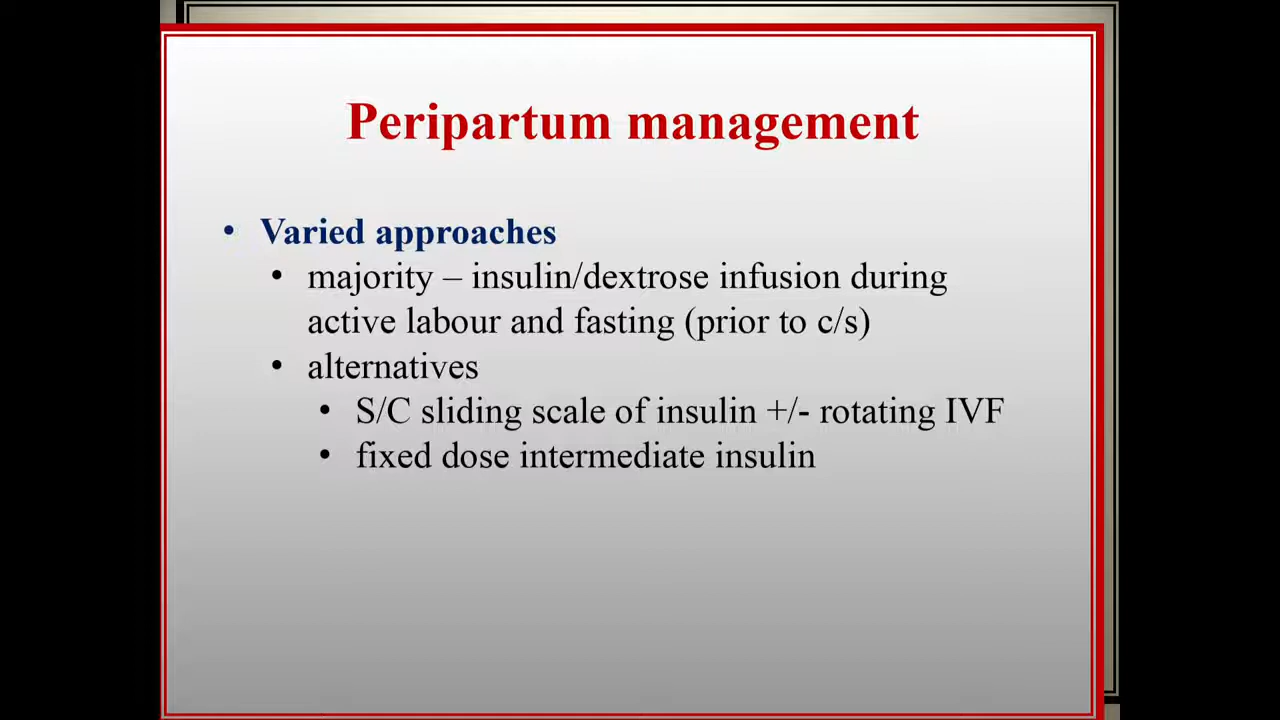 Peripartum management
• Varied approaches
• majority – insulin/dextrose infusion during
active labour and fasting (prior to c/s)
• alternatives
• S/C sliding scale of insulin +/- rotating IVF
• fixed dose intermediate insulin